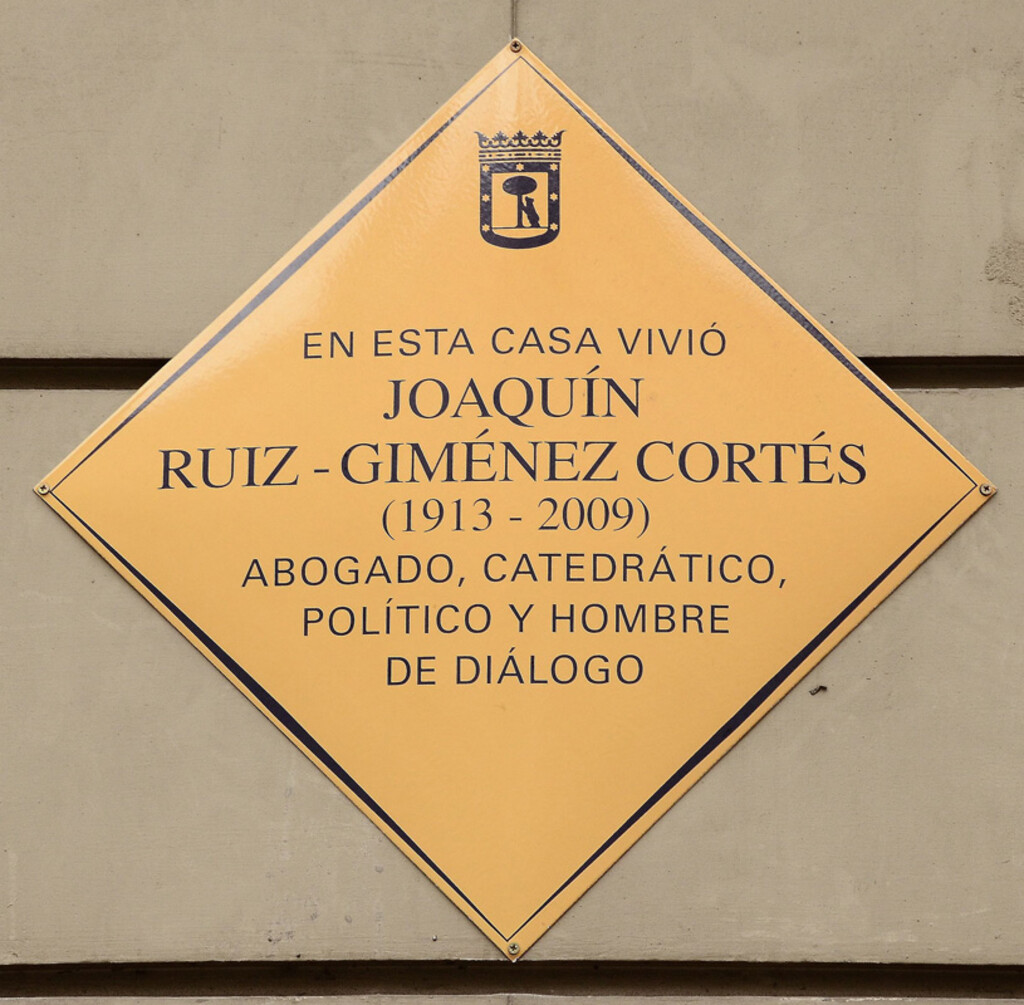 EN ESTA CASA VIVIÓ
JOAQUÍN
RUIZ - GIMÉNEZ CORTÉS
(1913 - 2009)
ABOGADO, CATEDRÁTICO,
POLÍTICO Y HOMBRE
DE DIÁLOGO